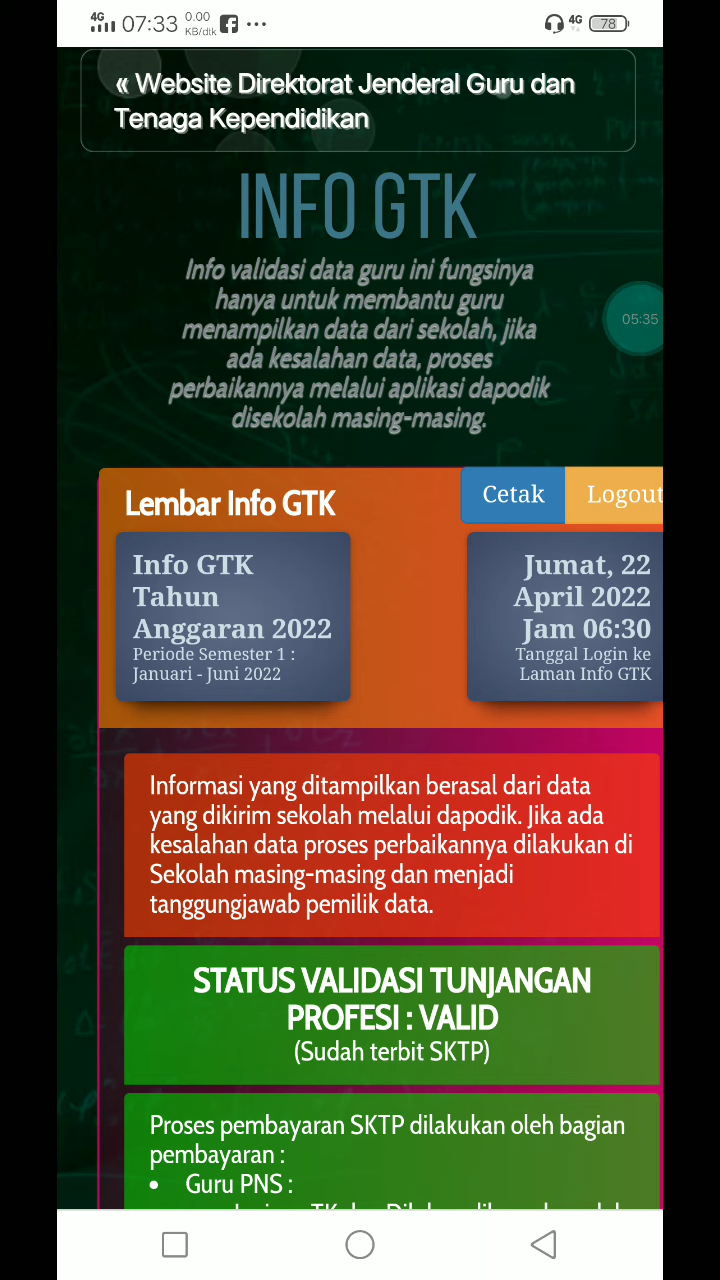 4G 07:33 0.00 KB/dtk ... 4G 78
« Website Direktorat Jenderal Guru dan
Tenaga Kependidikan
INFO GTK
Info validasi data guru ini fungsinya
hanya untuk membantu guru
menampilkan data dari sekolah, jika
ada kesalahan data, proses
perbaikannya melalui aplikasi dapodik
disekolah masing-masing.
05:35
Lembar Info GTK
Cetak
Logout
Info GTK
Tahun
Anggaran 2022
Periode Semester 1 :
Januari - Juni 2022
Jumat, 22
April 2022
Jam 06:30
Tanggal Login ke
Laman Info GTK
Informasi yang ditampilkan berasal dari data
yang dikirim sekolah melalui dapodik. Jika ada
kesalahan data proses perbaikannya dilakukan di
Sekolah masing-masing dan menjadi
tanggungjawab pemilik data.
STATUS VALIDASI TUNJANGAN
PROFESI : VALID
(Sudah terbit SKTP)
Proses pembayaran SKTP dilakukan oleh bagian
pembayaran :
• Guru PNS :